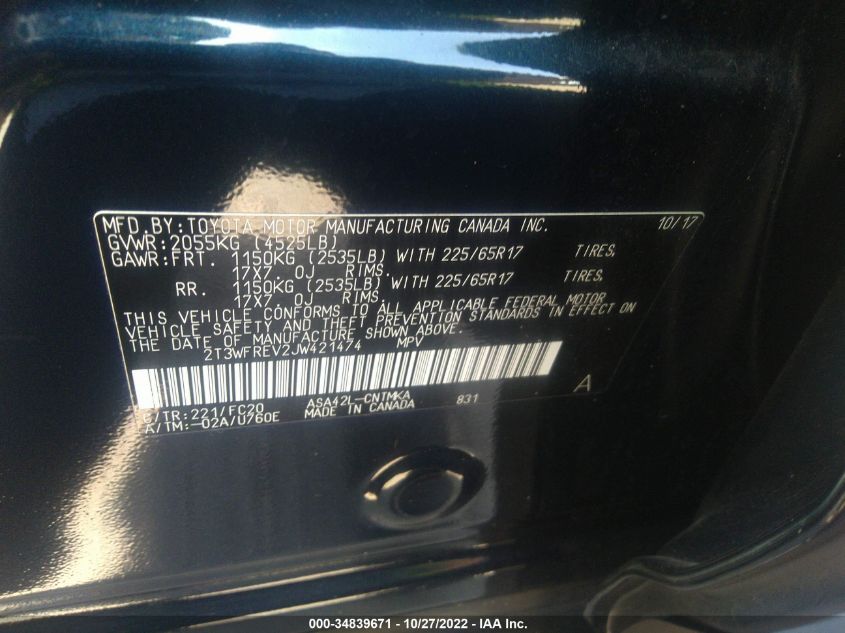 MFD. BY: TOYOTA MOTOR MANUFACTURING CANADA INC. 10/17
GVWR: 2055KG (4525LB)
GAWR: FRT. 1150KG (2535LB) WITH 225/65R17 TIRES,
17X7. 0J RIMS,
RR. 1150KG (2535LB) WITH 225/65R17 TIRES,
17X7 0J RIMS,
THIS VEHICLE CONFORMS TO ALL APPLICABLE FEDERAL MOTOR
VEHICLE SAFETY AND THEFT PREVENTION STANDARDS IN EFFECT ON
THE DATE OF MANUFACTURE SHOWN ABOVE.
2T3WFREV2JW421474 MPV
A
C/TR: 221/FC20 ASA42L-CNTMKA 831
A/TM: -02A/U760E MADE IN CANADA
000-34839671 - 10/27/2022 - IAA Inc.